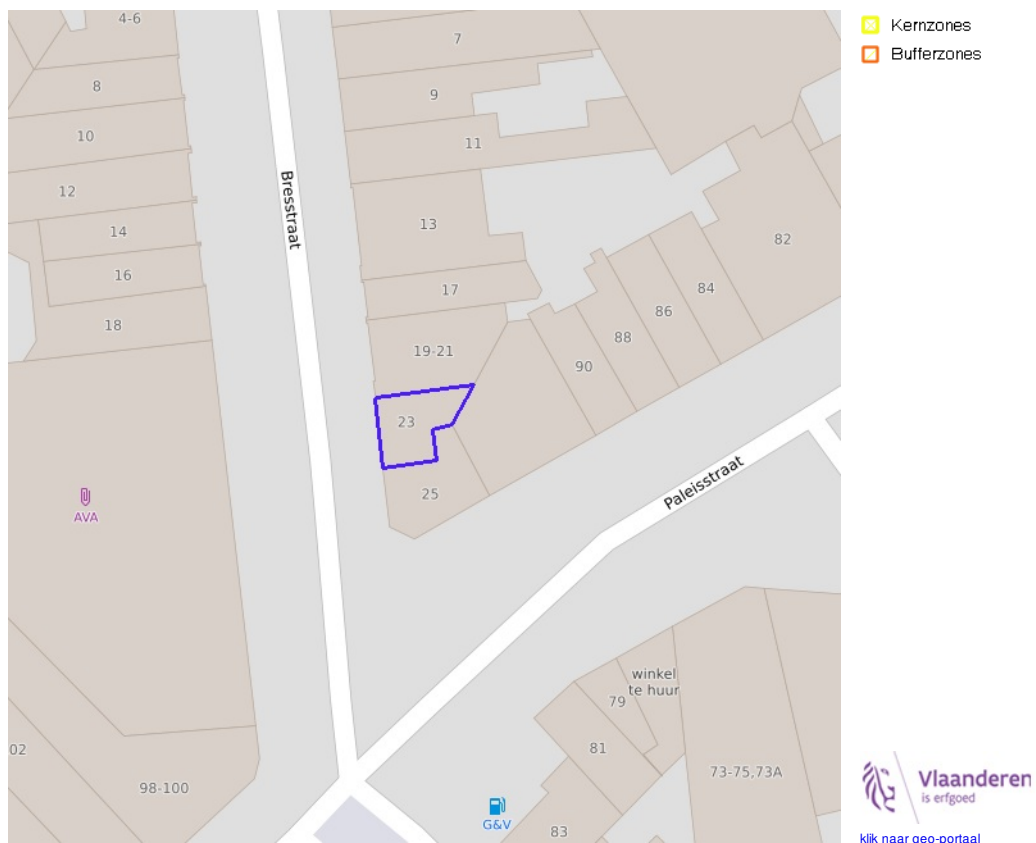 4-6
7
8
9
10
11
12
Bresstraat
13
14
82
16
17
84
86
18
88
19-21
90
23
25
Paleisstraat
AVA
winkel
te huur
79
02
81
73-75,73A
98-100
G&V
83
Kernzones
Bufferzones
Vlaanderen
is erfgoed
klik naar geo-portaal